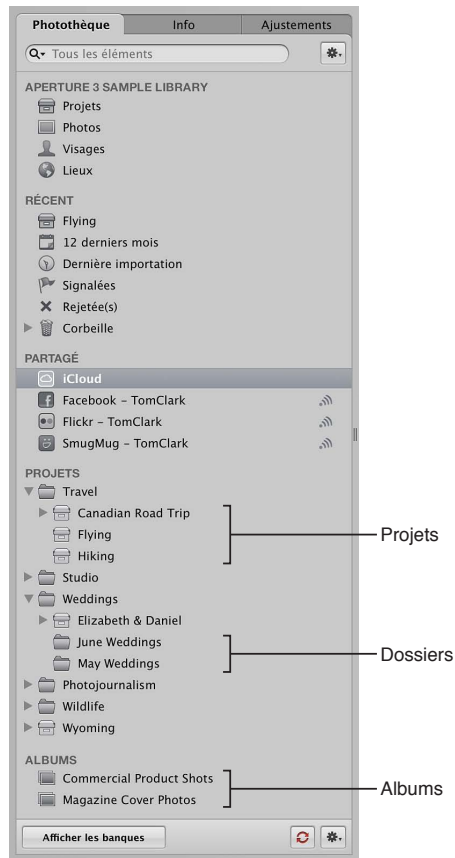 Photothèque Info Ajustements
Tous les éléments
APERTURE 3 SAMPLE LIBRARY
Projets
Photos
Visages
Lieux
RÉCENT
Flying
12 derniers mois
Dernière importation
Signalées
Rejetée(s)
Corbeille
PARTAGÉ
iCloud
Facebook – TomClark
Flickr – TomClark
SmugMug – TomClark
PROJETS
Travel
Canadian Road Trip
Flying
Projets
Hiking
Studio
Weddings
Elizabeth & Daniel
June Weddings
Dossiers
May Weddings
Photojournalism
Wildlife
Wyoming
ALBUMS
Commercial Product Shots
Albums
Magazine Cover Photos
Afficher les banques